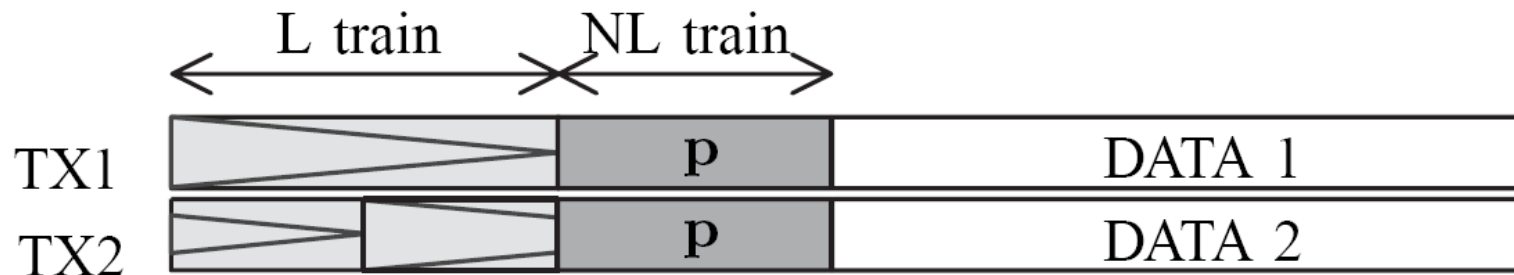 L train NL train
TX1 p DATA 1
TX2 p DATA 2